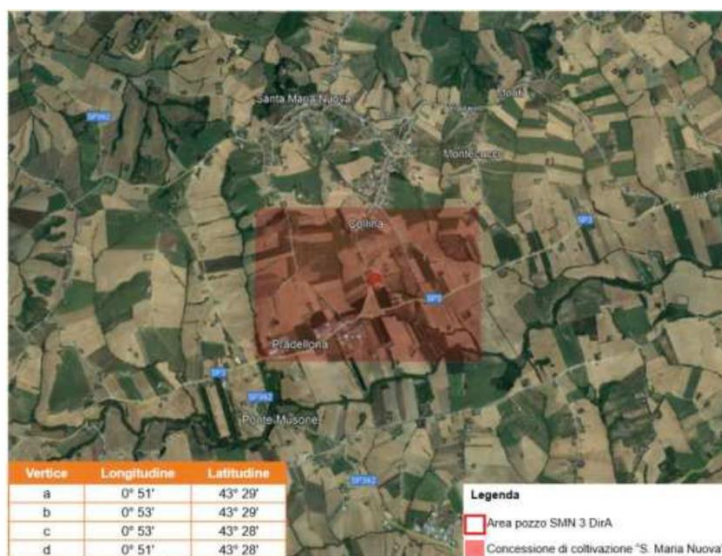 SP362
Santa Maria Nuova
Monti
Montecucco
SP3
Collina
SP3
Pradellona
SP3
SP362
Ponte Musone
SP362
Vertice Longitudine Latitudine
a 0° 51' 43° 29'
b 0° 53' 43° 29'
c 0° 53' 43° 28'
d 0° 51' 43° 28'
Legenda
Area pozzo SMN 3 DirA
Concessione di coltivazione "S. Maria Nuova